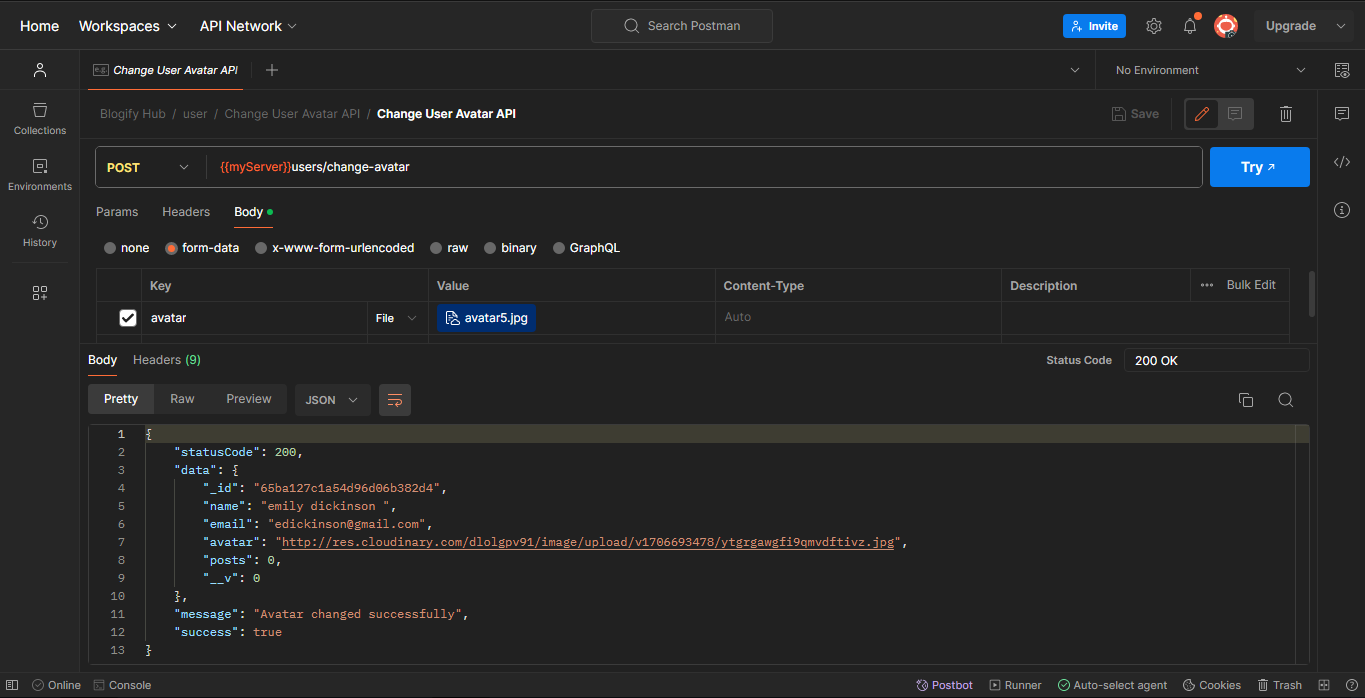 Home Workspaces API Network Search Postman Invite Upgrade
e.g. Change User Avatar API No Environment
Blogify Hub / user / Change User Avatar API / Change User Avatar API Save
Collections
Environments
History
POST {{myServer}}users/change-avatar Try
Params Headers Body
none form-data x-www-form-urlencoded raw binary GraphQL
Key Value Content-Type Description Bulk Edit
avatar File avatar5.jpg Auto
Body Headers (9) Status Code 200 OK
Pretty Raw Preview JSON
1 {
2 "statusCode": 200,
3 "data": {
4 "_id": "65ba127c1a54d96d06b382d4",
5 "name": "emily dickinson ",
6 "email": "edickinson@gmail.com",
7 "avatar": "http://res.cloudinary.com/dlolgpv91/image/upload/v1706693478/ytgrgawgfi9qmvdftivz.jpg",
8 "posts": 0,
9 "__v": 0
10 },
11 "message": "Avatar changed successfully",
12 "success": true
13 }
Online Console Postbot Runner Auto-select agent Cookies Trash